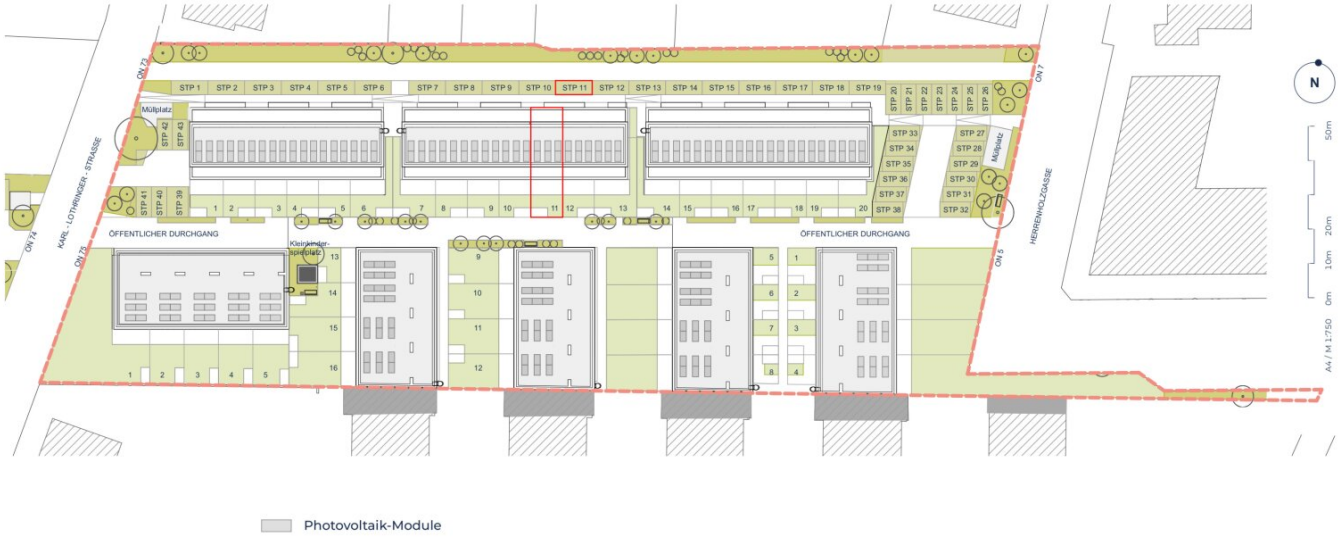 ON 73
ON 7
STP 1
STP 2
STP 3
STP 4
STP 5
STP 6
STP 7
STP 8
STP 9
STP 10
STP 11
STP 12
STP 13
STP 14
STP 15
STP 16
STP 17
STP 18
STP 19
STP 20
STP 21
STP 22
STP 23
STP 24
STP 25
STP 26
N
Müllplatz
STP 42
STP 43
STP 33
STP 34
STP 35
STP 36
STP 37
STP 38
STP 27
STP 28
STP 29
STP 30
STP 31
STP 32
Müllplatz
KARL - LOTHRINGER - STRASSE
HERRENHOLZGASSE
STP 41
STP 40
STP 39
1
2
3
4
5
6
7
8
9
10
11
12
13
14
15
16
17
18
19
20
ON 74
ON 75
ON 5
ÖFFENTLICHER DURCHGANG
ÖFFENTLICHER DURCHGANG
Kleinkinder-
spielplatz
13
14
15
16
9
10
11
12
5
6
7
8
1
2
3
4
1
2
3
4
5
50m
20m
10m
0m
A4 / M 1:750
Photovoltaik-Module